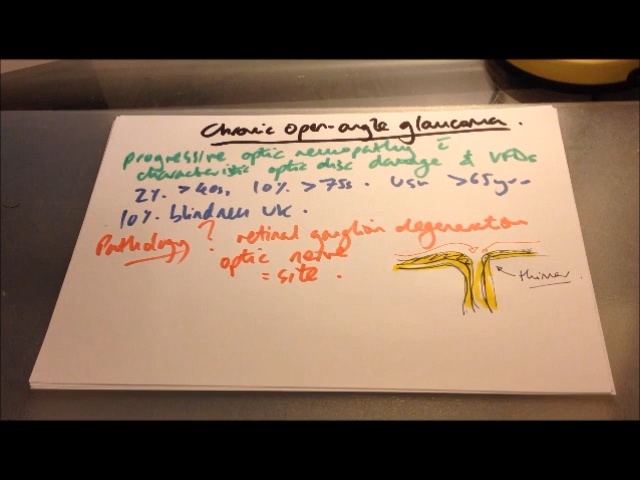 Chronic open-angle glaucoma.
progressive optic neuropathy c̄
characteristic optic disc damage & VFDs
2% > 40s, 10% > 75s. usu >65yrs
10% blindness UK.
Pathology ? retinal ganglion degeneration
optic nerve
= site.
thinner